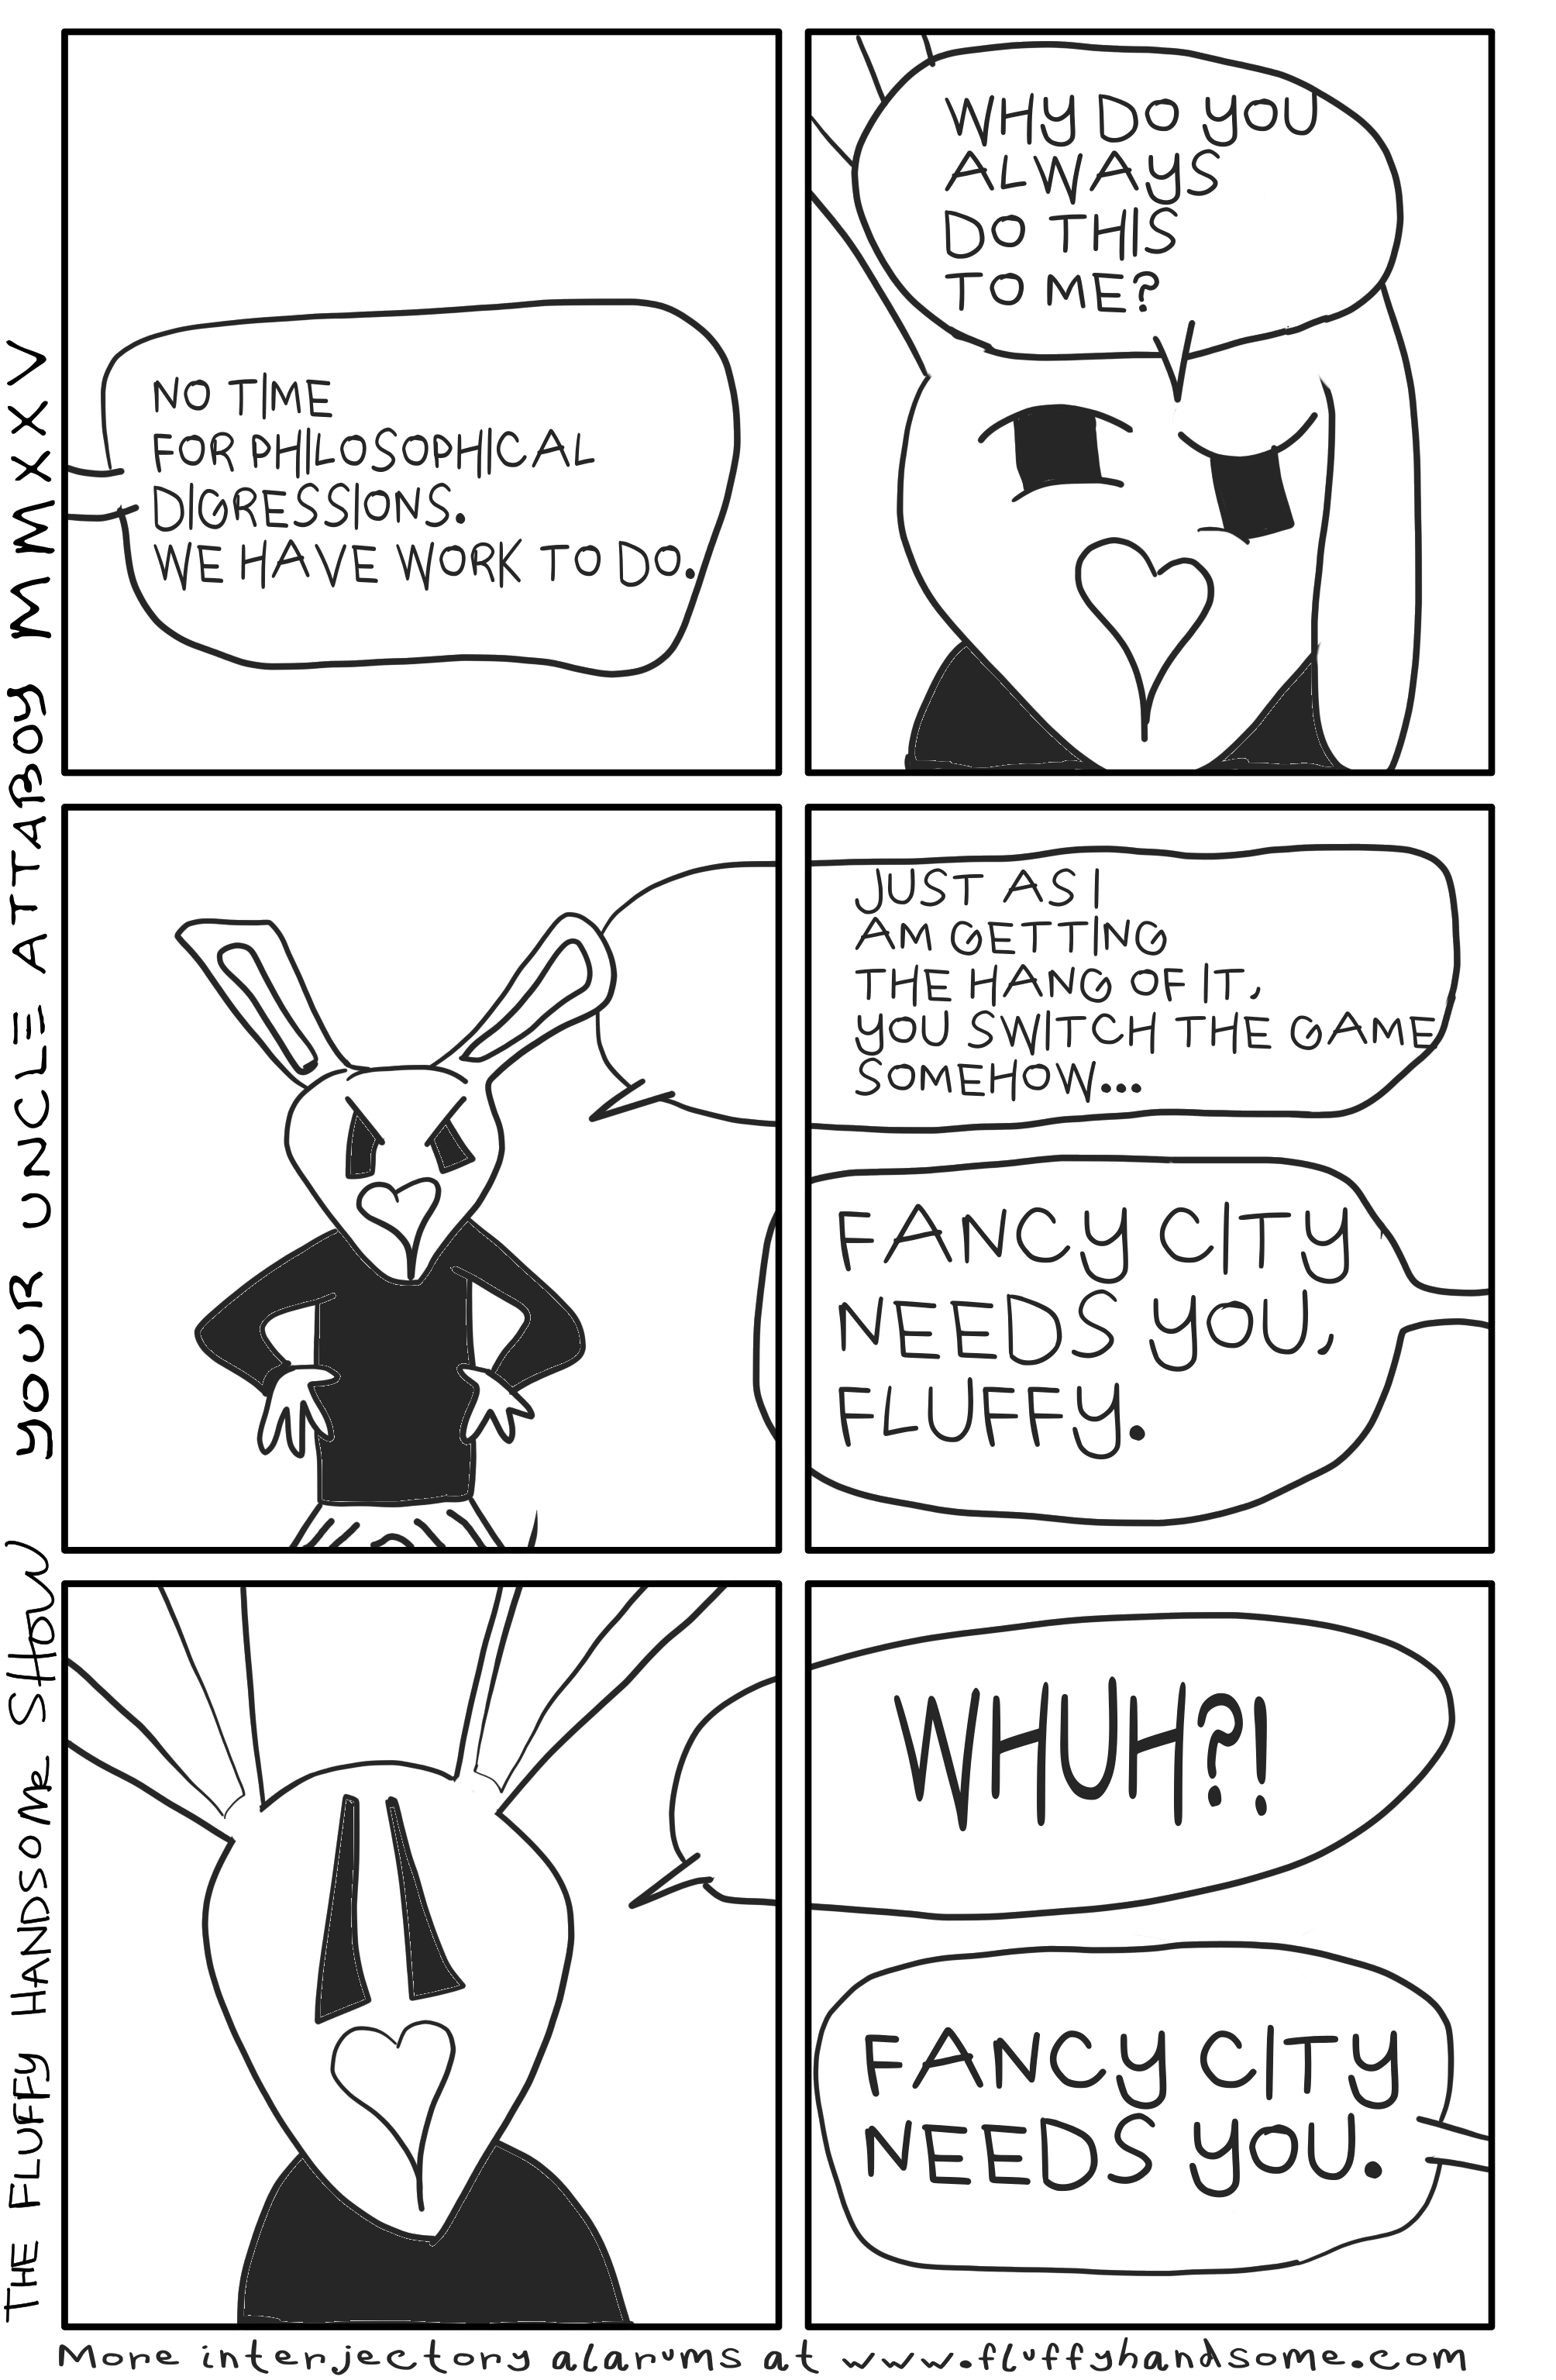 NO TIME
FOR PHILOSOPHICAL
DIGRESSIONS.
WE HAVE WORK TO DO.
WHY DO YOU
ALWAYS
DO THIS
TO ME?
JUST AS I
AM GETTING
THE HANG OF IT,
YOU SWITCH THE GAME
SOMEHOW...
FANCY CITY
NEEDS YOU,
FLUFFY.
WHUH?!
FANCY CITY
NEEDS YOU.
THE FLUFFY HANDSOME SHOW YOUR UNCLE ATTABOY MMXXV
More interjectory alarums at www.fluffyhandsome.com